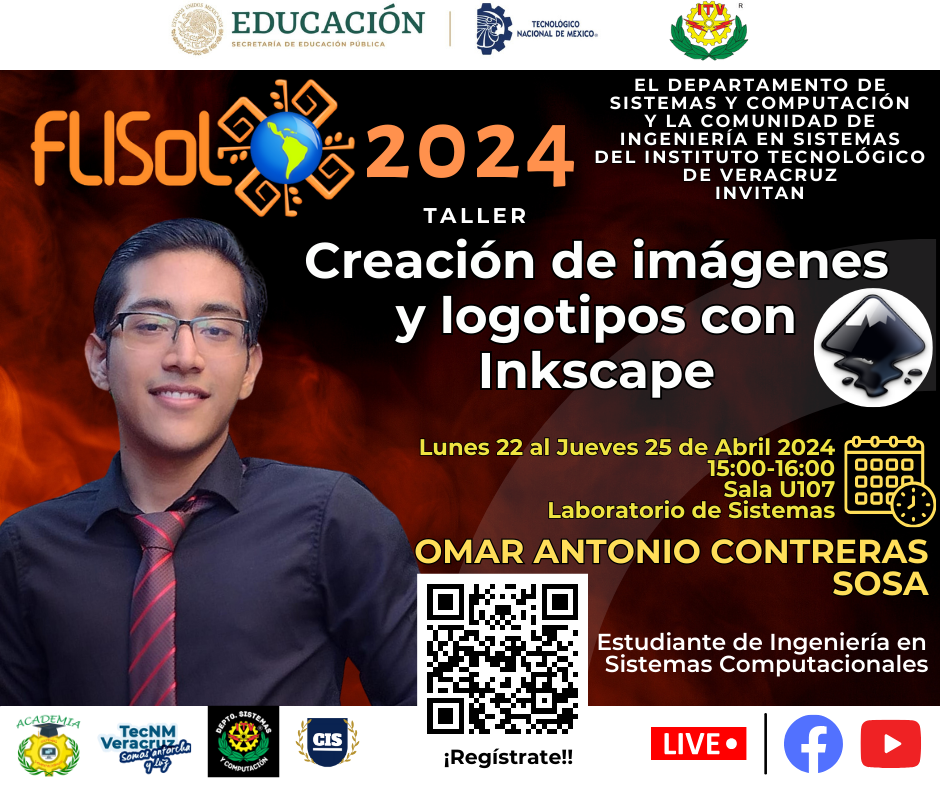 EDUCACIÓN
SECRETARÍA DE EDUCACIÓN PÚBLICA
TECNOLÓGICO
NACIONAL DE MÉXICO®
ITV
R
FLISoL
2024
EL DEPARTAMENTO DE
SISTEMAS Y COMPUTACIÓN
Y LA COMUNIDAD DE
INGENIERÍA EN SISTEMAS
DEL INSTITUTO TECNOLÓGICO
DE VERACRUZ
INVITAN
TALLER
Creación de imágenes
y logotipos con
Inkscape
Lunes 22 al Jueves 25 de Abril 2024
15:00-16:00
Sala U107
Laboratorio de Sistemas
OMAR ANTONIO CONTRERAS
SOSA
Estudiante de Ingeniería en
Sistemas Computacionales
¡Regístrate!!
ACADEMIA
TecNM
Veracruz
Somos antorcha
y luz
DEPTO. SISTEMAS
Y COMPUTACIÓN
CIS
LIVE